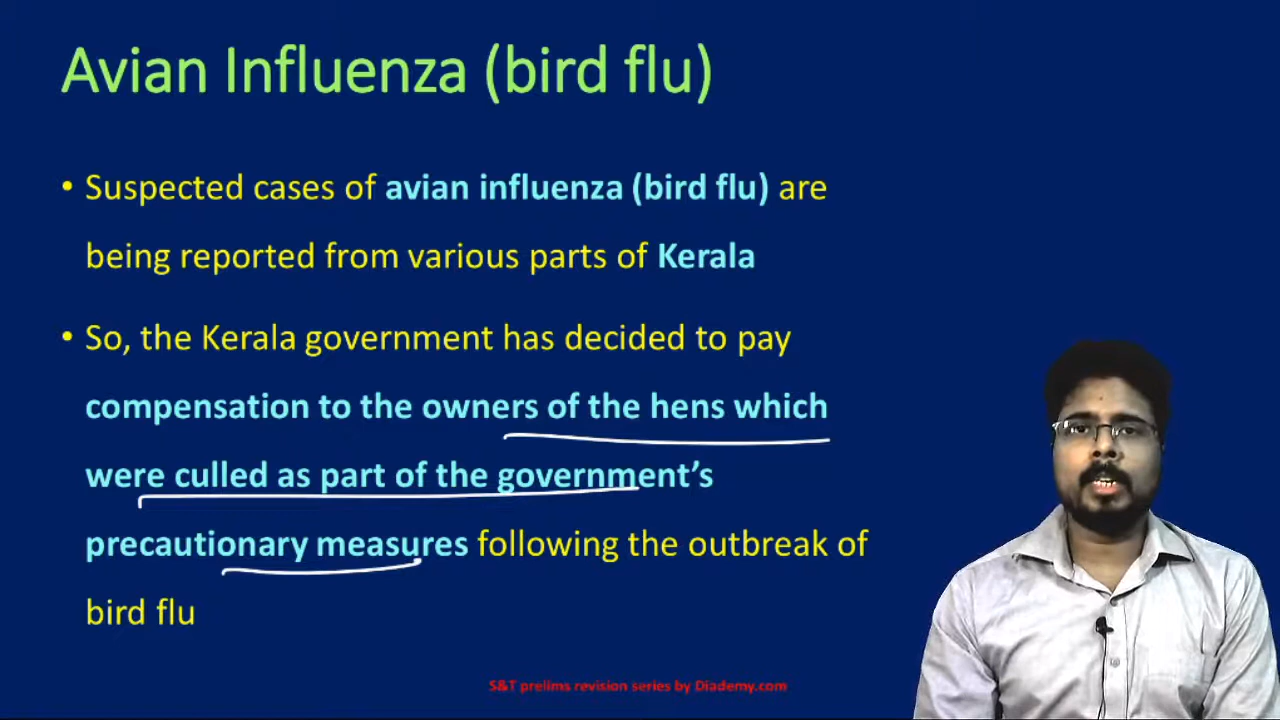 Avian Influenza (bird flu)
• Suspected cases of avian influenza (bird flu) are
being reported from various parts of Kerala
• So, the Kerala government has decided to pay
compensation to the owners of the hens which
were culled as part of the government’s
precautionary measures following the outbreak of
bird flu
S&T prelims revision series by Diademy.com